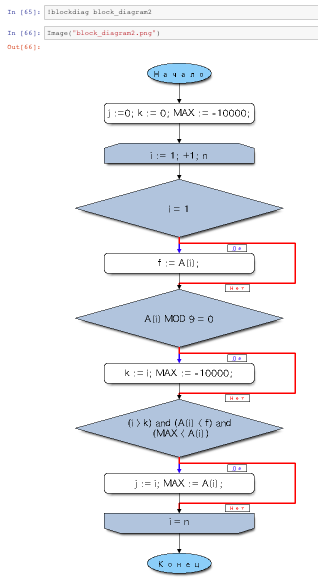 In [65]: !blockdiag block_diagram2
In [66]: Image("block_diagram2.png")
Out[66]:
Начало
j :=0; k := 0; MAX := -10000;
i := 1; +1; n
i = 1
Да
f := A(i);
Нет
A(i) MOD 9 = 0
Да
k := i; MAX := -10000;
Нет
(i > k) and (A(i) < f) and
(MAX < A(i))
Да
j := i; MAX := A(i);
Нет
i = n
Конец